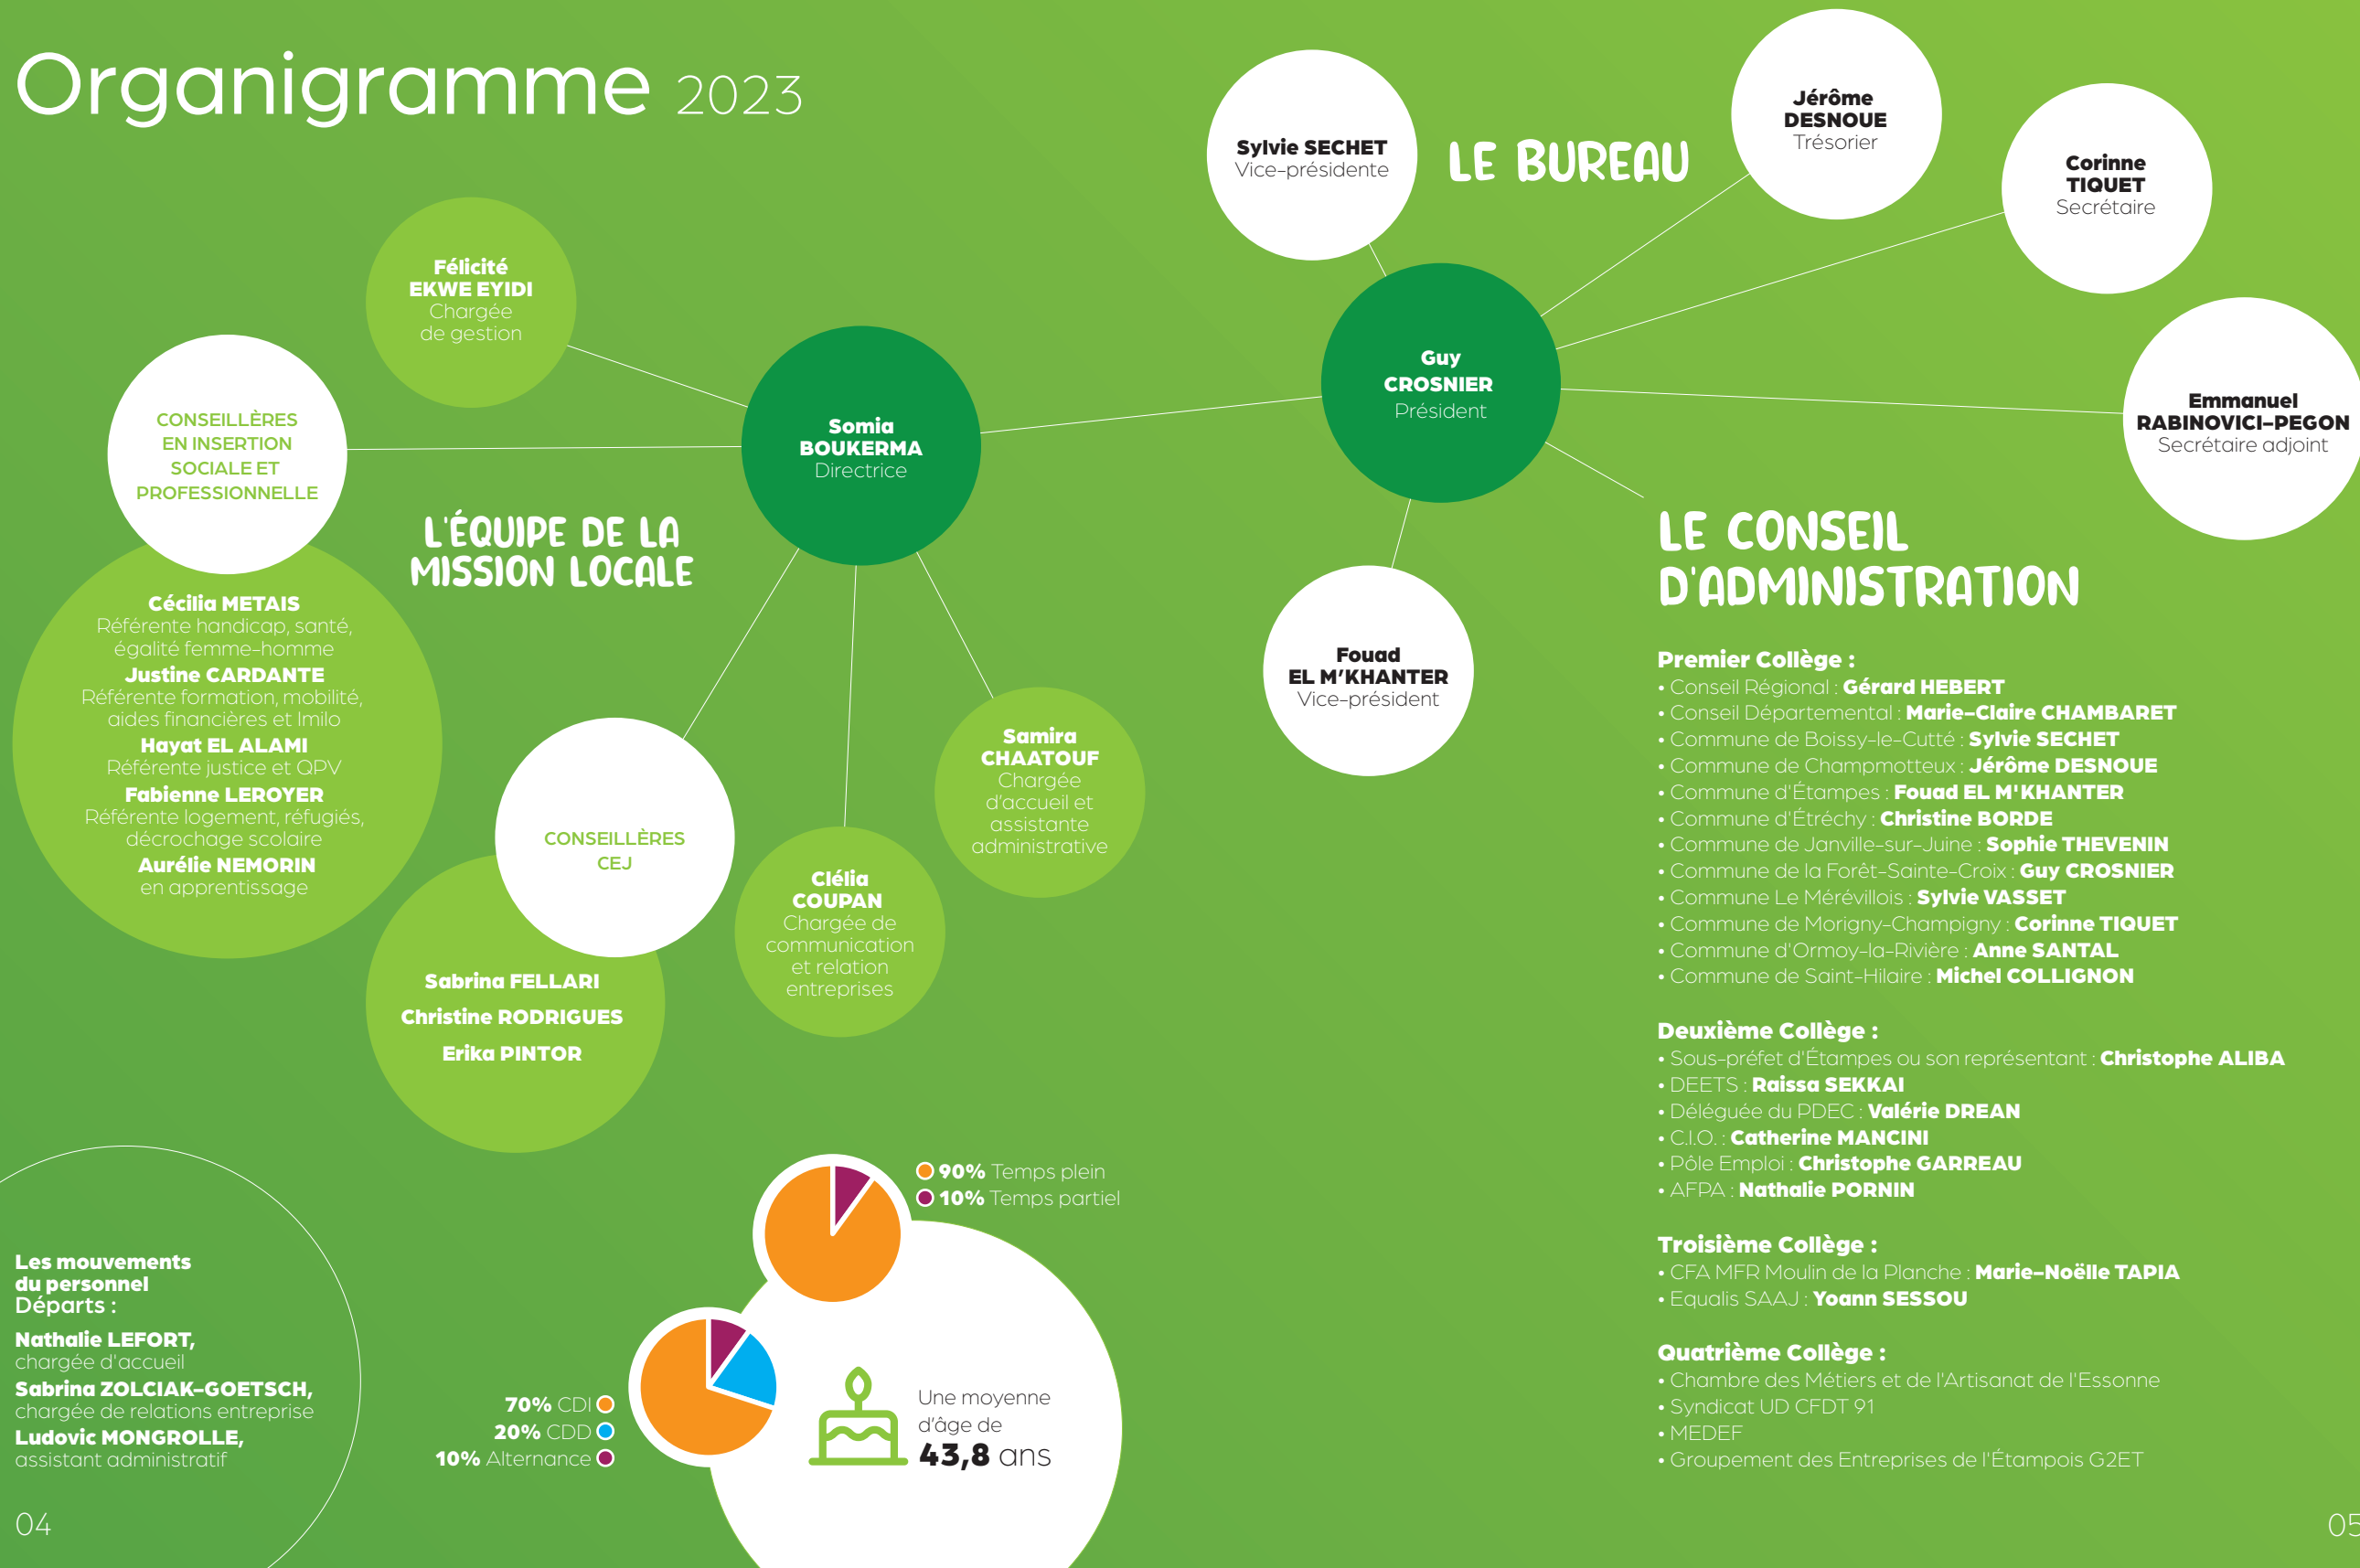 Organigramme 2023
Félicité
EKWE EYIDI
Chargée
de gestion
CONSEILLÈRES
EN INSERTION
SOCIALE ET
PROFESSIONNELLE
Somia
BOUKERMA
Directrice
L'ÉQUIPE DE LA
MISSION LOCALE
Cécilia METAIS
Référente handicap, santé,
égalité femme-homme
Justine CARDANTE
Référente formation, mobilité,
aides financières et Imilo
Hayat EL ALAMI
Référente justice et QPV
Fabienne LEROYER
Référente logement, réfugiés,
décrochage scolaire
Aurélie NEMORIN
en apprentissage
CONSEILLÈRES
CEJ
Sabrina FELLARI
Christine RODRIGUES
Erika PINTOR
Clélia
COUPAN
Chargée de
communication
et relation
entreprises
Samira
CHAATOUF
Chargée
d'accueil et
assistante
administrative
Les mouvements
du personnel
Départs :
Nathalie LEFORT,
chargée d'accueil
Sabrina ZOLCIAK-GOETSCH,
chargée de relations entreprise
Ludovic MONGROLLE,
assistant administratif
90% Temps plein
10% Temps partiel
70% CDI
20% CDD
10% Alternance
Une moyenne
d'âge de
43,8 ans
04
LE BUREAU
Sylvie SECHET
Vice-présidente
Jérôme
DESNOUE
Trésorier
Corinne
TIQUET
Secrétaire
Guy
CROSNIER
Président
Emmanuel
RABINOVICI-PEGON
Secrétaire adjoint
Fouad
EL M'KHANTER
Vice-président
LE CONSEIL
D'ADMINISTRATION
Premier Collège :
• Conseil Régional : Gérard HEBERT
• Conseil Départemental : Marie-Claire CHAMBARET
• Commune de Boissy-le-Cutté : Sylvie SECHET
• Commune de Champmotteux : Jérôme DESNOUE
• Commune d'Étampes : Fouad EL M'KHANTER
• Commune d'Étréchy : Christine BORDE
• Commune de Janville-sur-Juine : Sophie THEVENIN
• Commune de la Forêt-Sainte-Croix : Guy CROSNIER
• Commune Le Mérévillois : Sylvie VASSET
• Commune de Morigny-Champigny : Corinne TIQUET
• Commune d'Ormoy-la-Rivière : Anne SANTAL
• Commune de Saint-Hilaire : Michel COLLIGNON
Deuxième Collège :
• Sous-préfet d'Étampes ou son représentant : Christophe ALIBA
• DEETS : Raissa SEKKAI
• Déléguée du PDEC : Valérie DREAN
• C.I.O. : Catherine MANCINI
• Pôle Emploi : Christophe GARREAU
• AFPA : Nathalie PORNIN
Troisième Collège :
• CFA MFR Moulin de la Planche : Marie-Noëlle TAPIA
• Equalis SAAJ : Yoann SESSOU
Quatrième Collège :
• Chambre des Métiers et de l'Artisanat de l'Essonne
• Syndicat UD CFDT 91
• MEDEF
• Groupement des Entreprises de l'Étampois G2ET
05